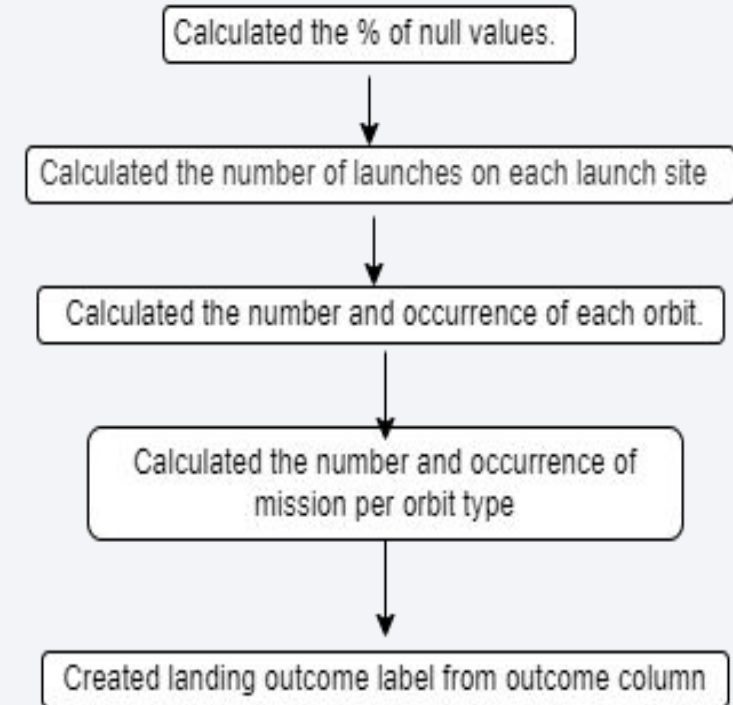 Calculated the % of null values.
Calculated the number of launches on each launch site
Calculated the number and occurrence of each orbit.
Calculated the number and occurrence of
mission per orbit type
Created landing outcome label from outcome column